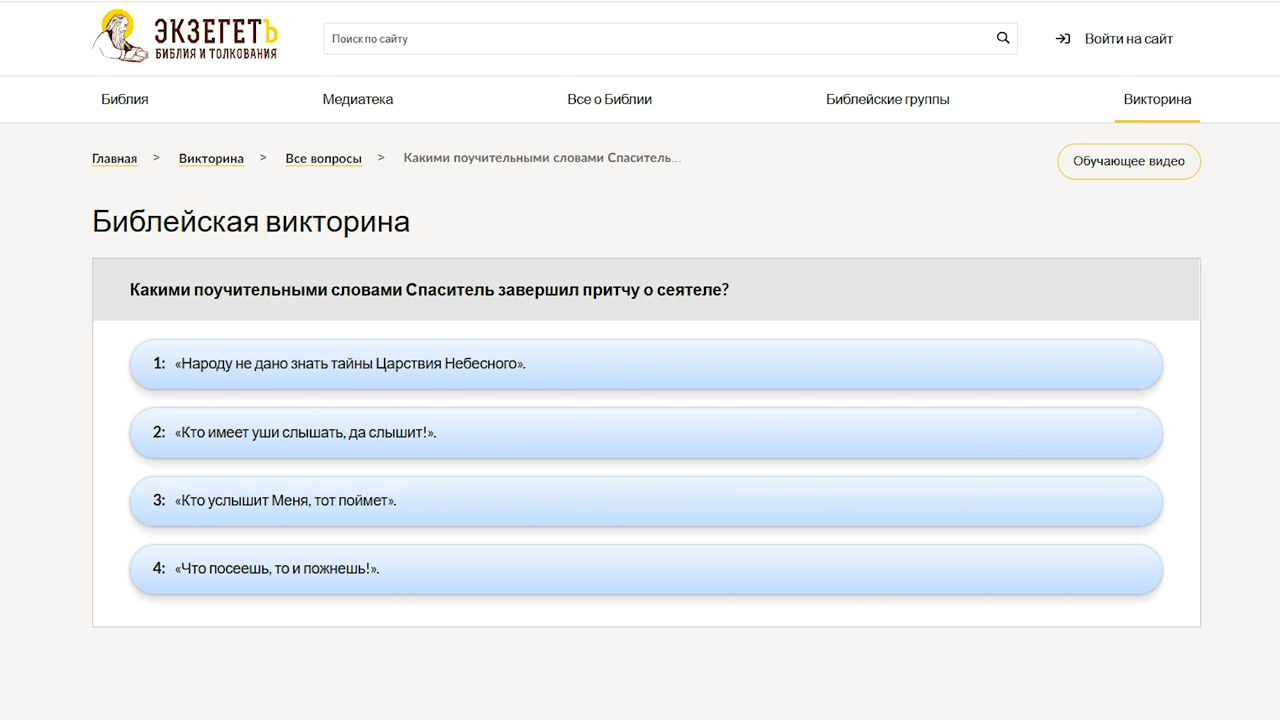 ЭКЗЕГЕТЪ
БИБЛИЯ И ТОЛКОВАНИЯ
Поиск по сайту
Войти на сайт
Библия
Медиатека
Все о Библии
Библейские группы
Викторина
Главная > Викторина > Все вопросы > Какими поучительными словами Спаситель...
Обучающее видео
Библейская викторина
Какими поучительными словами Спаситель завершил притчу о сеятеле?
1: «Народу не дано знать тайны Царствия Небесного».
2: «Кто имеет уши слышать, да слышит!».
3: «Кто услышит Меня, тот поймет».
4: «Что посеешь, то и пожнешь!».